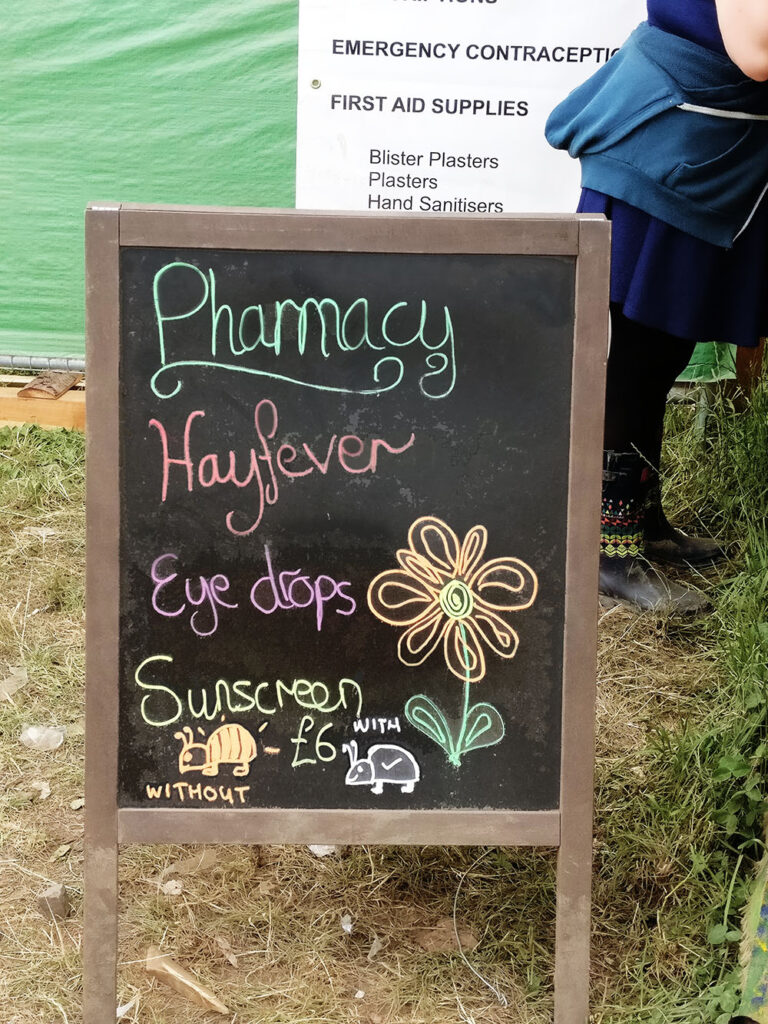 EMERGENCY CONTRACEPTIO
FIRST AID SUPPLIES
Blister Plasters
Plasters
Hand Sanitisers
Pharmacy
Hayfever
Eye drops
Sunscreen
- £6
WITH
WITHOUT